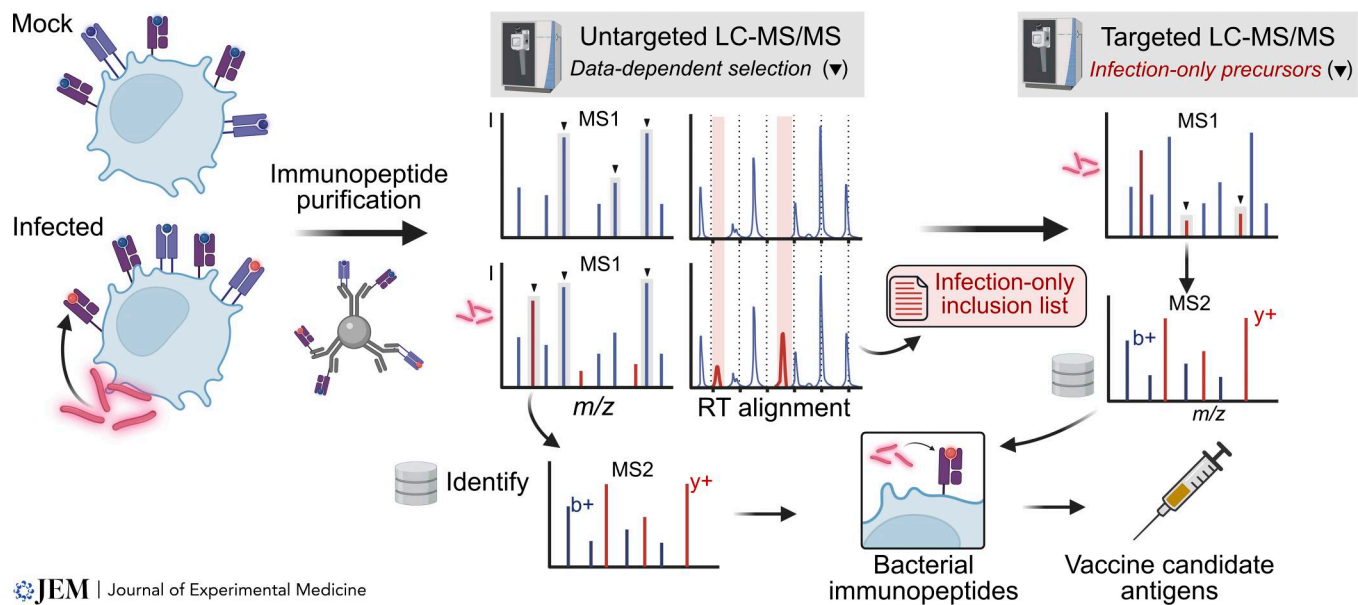 Mock
Infected
Immunopeptide
purification
Untargeted LC-MS/MS
Data-dependent selection (▼)
I
MS1
I
MS1
m/z
RT alignment
Identify
MS2
b+
y+
Infection-only
inclusion list
Targeted LC-MS/MS
Infection-only precursors (▼)
MS1
MS2
b+
y+
m/z
Bacterial
immunopeptides
Vaccine candidate
antigens
JEM | Journal of Experimental Medicine